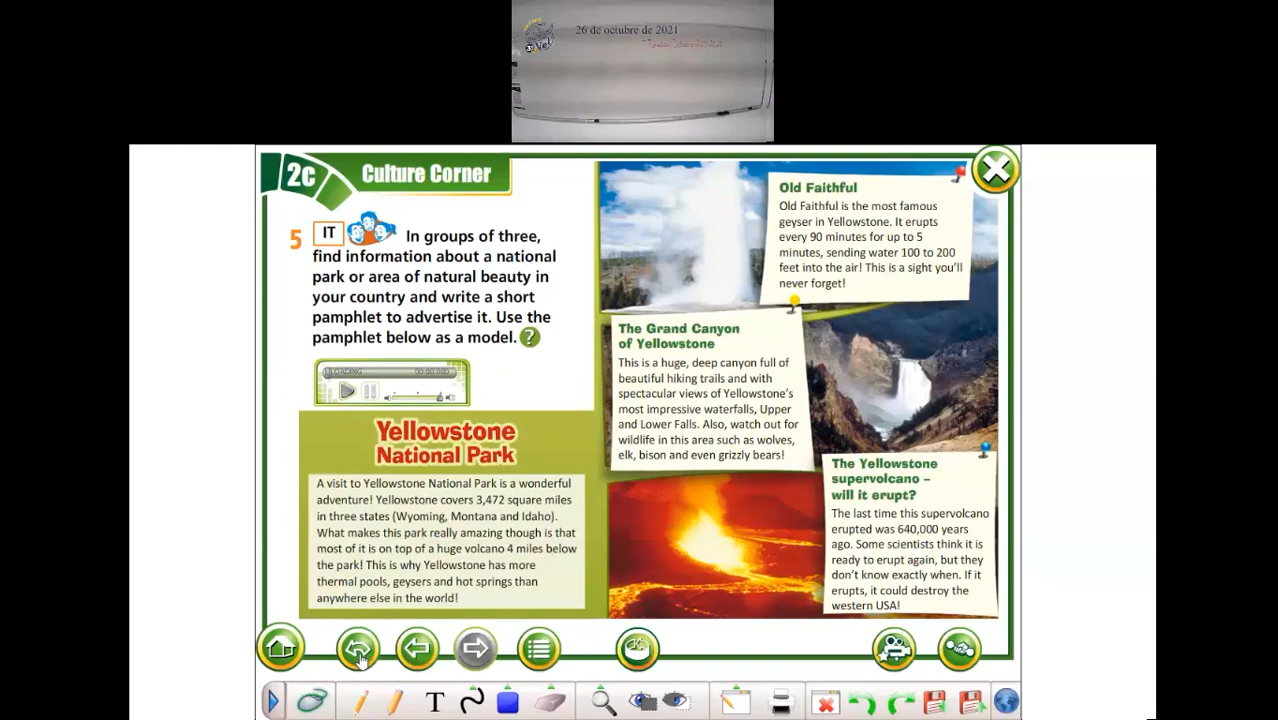 26 de octubre de 2021
2c
Culture Corner
5
IT
In groups of three,
find information about a national
park or area of natural beauty in
your country and write a short
pamphlet to advertise it. Use the
pamphlet below as a model.
?
LOADING
00:00:000
Yellowstone
National Park
A visit to Yellowstone National Park is a wonderful
adventure! Yellowstone covers 3,472 square miles
in three states (Wyoming, Montana and Idaho).
What makes this park really amazing though is that
most of it is on top of a huge volcano 4 miles below
the park! This is why Yellowstone has more
thermal pools, geysers and hot springs than
anywhere else in the world!
Old Faithful
Old Faithful is the most famous
geyser in Yellowstone. It erupts
every 90 minutes for up to 5
minutes, sending water 100 to 200
feet into the air! This is a sight you'll
never forget!
The Grand Canyon
of Yellowstone
This is a huge, deep canyon full of
beautiful hiking trails and with
spectacular views of Yellowstone's
most impressive waterfalls, Upper
and Lower Falls. Also, watch out for
wildlife in this area such as wolves,
elk, bison and even grizzly bears!
The Yellowstone
supervolcano –
will it erupt?
The last time this supervolcano
erupted was 640,000 years
ago. Some scientists think it is
ready to erupt again, but they
don't know exactly when. If it
erupts, it could destroy the
western USA!
T